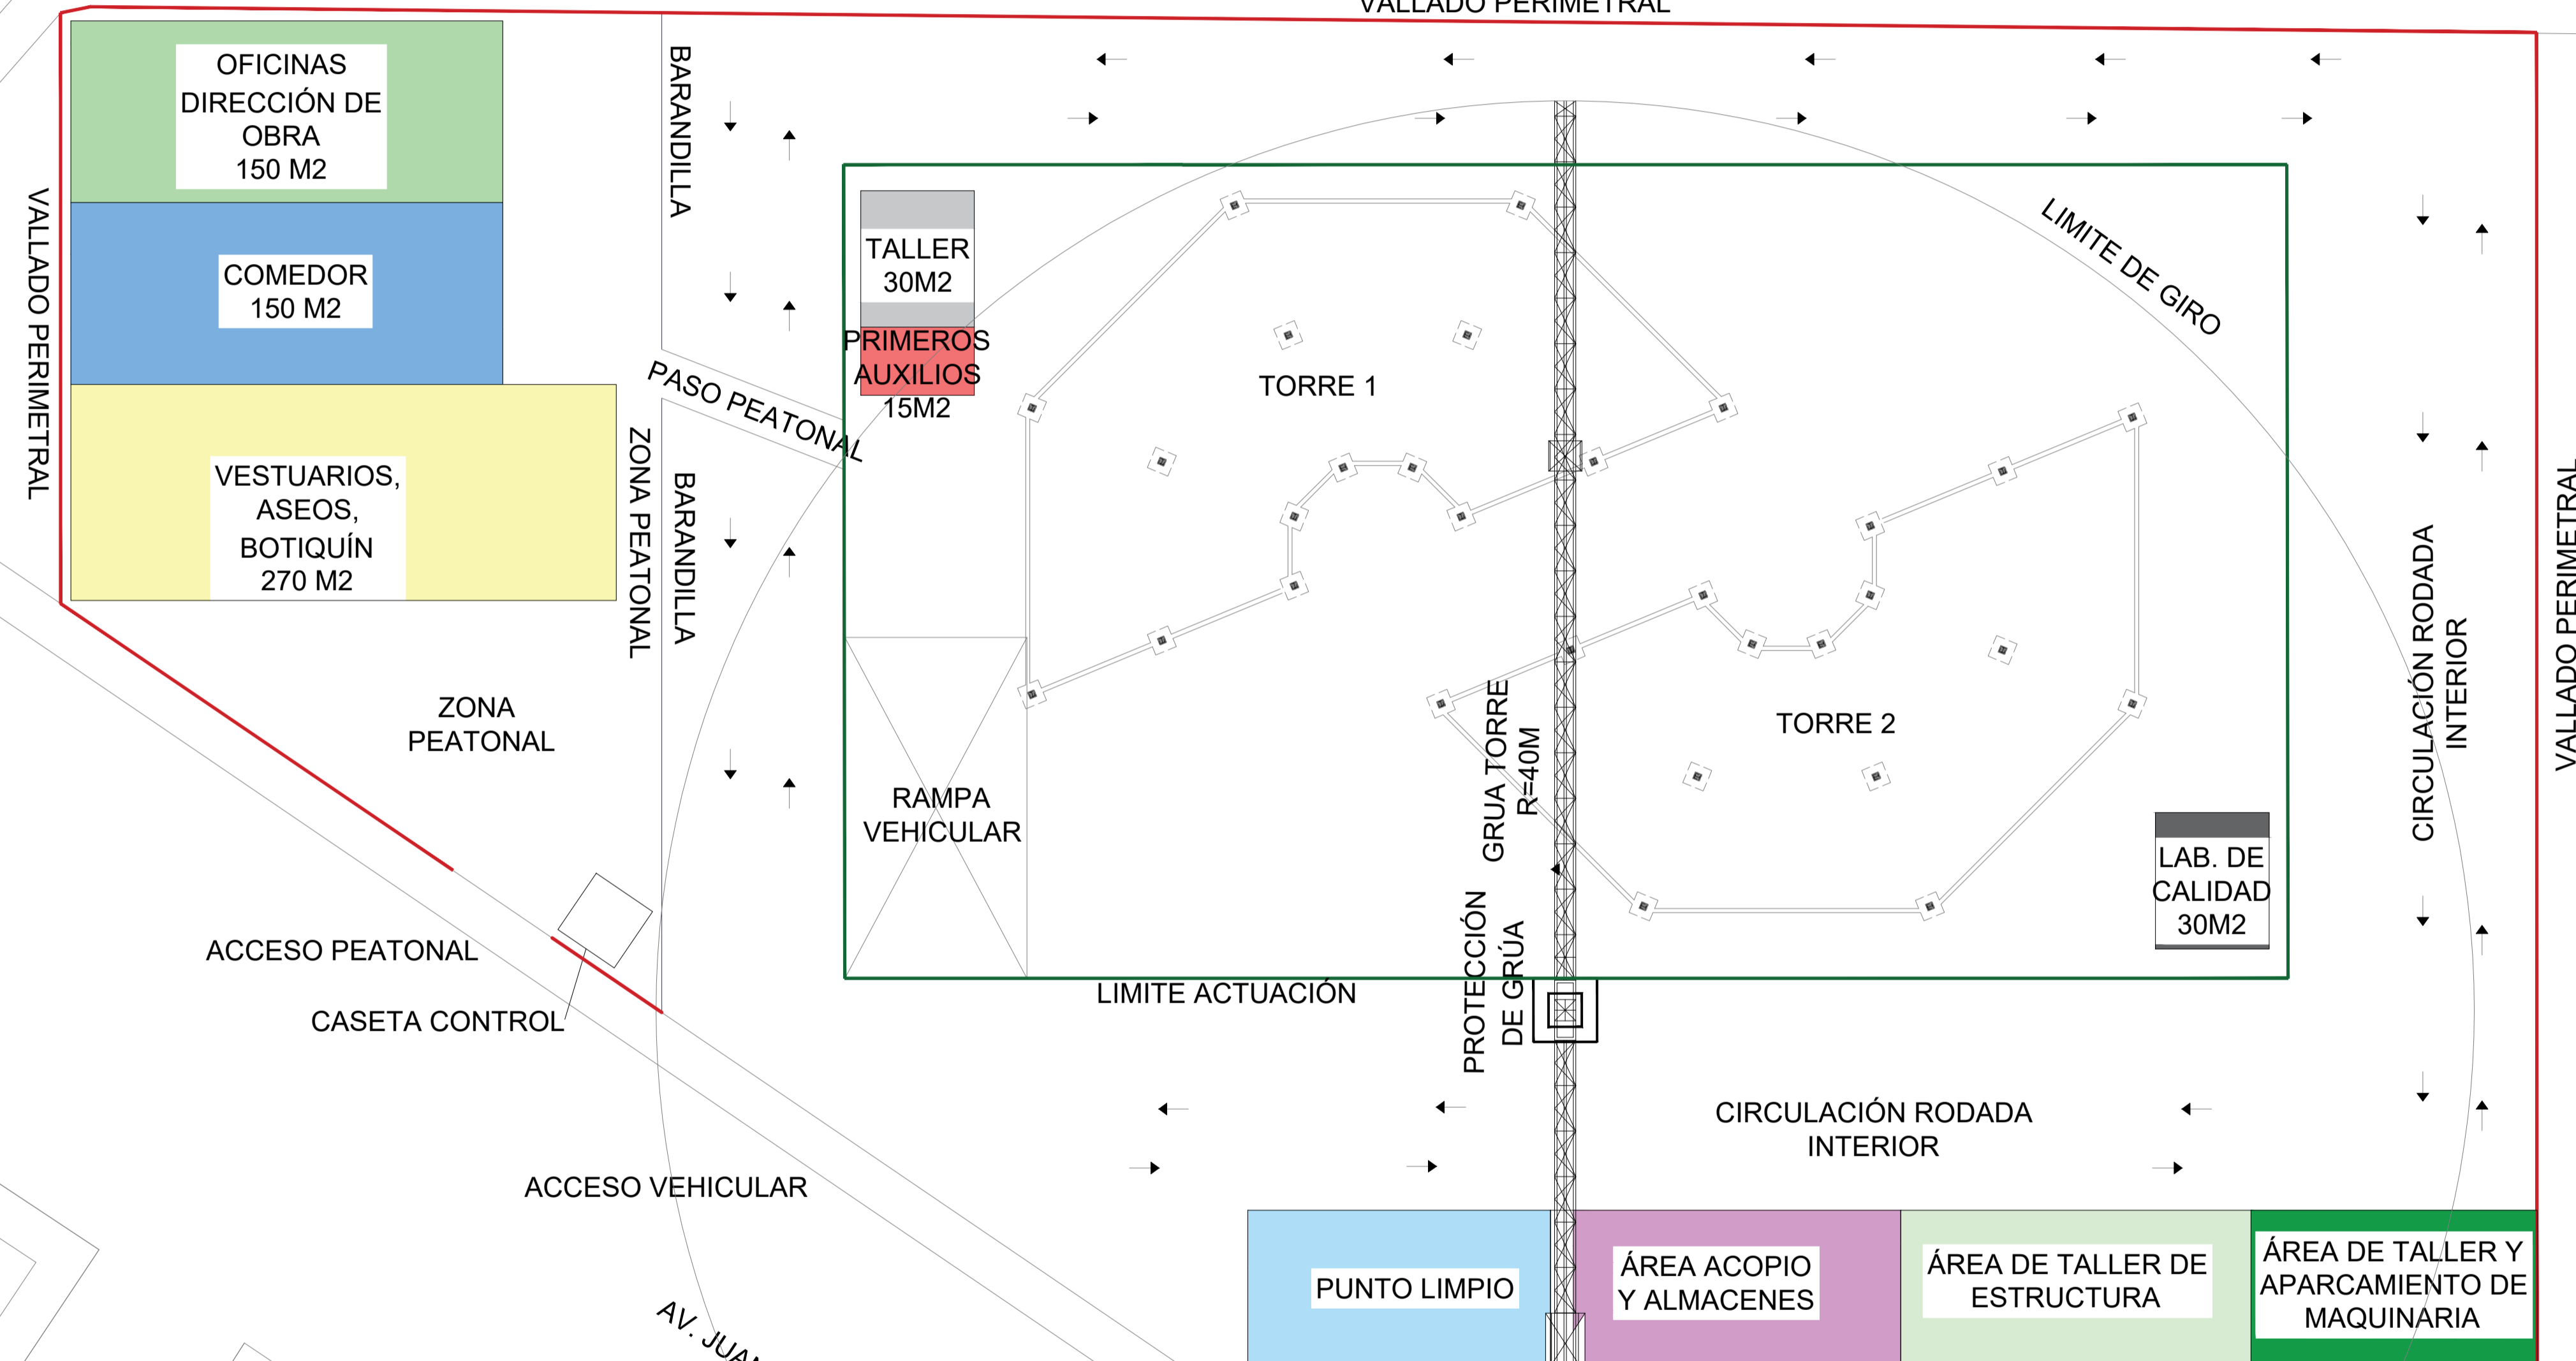 VALLADO PERIMETRAL
OFICINAS
DIRECCIÓN DE
OBRA
150 M2
COMEDOR
150 M2
VESTUARIOS,
ASEOS,
BOTIQUÍN
270 M2
VALLADO PERIMETRAL
BARANDILLA
PASO PEATONAL
ZONA PEATONAL
BARANDILLA
TALLER
30M2
PRIMEROS
AUXILIOS
15M2
TORRE 1
LIMITE DE GIRO
TORRE 2
GRUA TORRE
R=40M
RAMPA
VEHICULAR
LAB. DE
CALIDAD
30M2
CIRCULACIÓN RODADA
INTERIOR
VALLADO PERIMETRAL
ZONA
PEATONAL
ACCESO PEATONAL
CASETA CONTROL
LIMITE ACTUACIÓN
PROTECCIÓN
DE GRÚA
CIRCULACIÓN RODADA
INTERIOR
ACCESO VEHICULAR
PUNTO LIMPIO
ÁREA ACOPIO
Y ALMACENES
ÁREA DE TALLER DE
ESTRUCTURA
ÁREA DE TALLER Y
APARCAMIENTO DE
MAQUINARIA
AV. JUAN